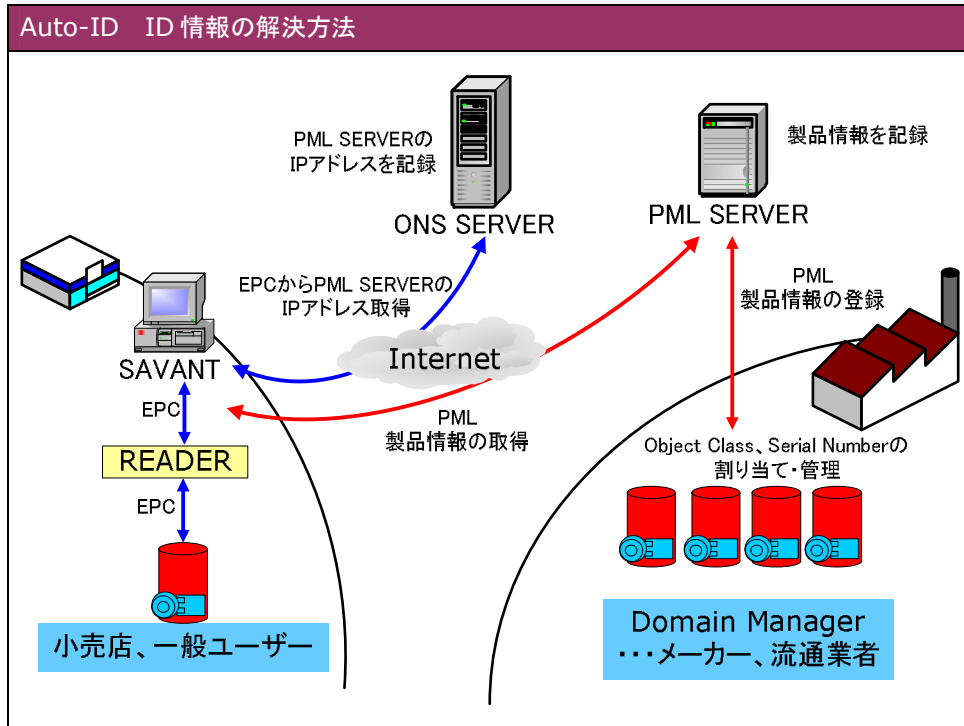 Auto-ID ID情報の解決方法
PML SERVERの
IPアドレスを記録
ONS SERVER
製品情報を記録
PML SERVER
EPCからPML SERVERの
IPアドレス取得
PML
製品情報の登録
SAVANT
Internet
EPC
PML
製品情報の取得
READER
EPC
Object Class、Serial Numberの
割り当て・管理
小売店、一般ユーザー
Domain Manager
・・・メーカー、流通業者